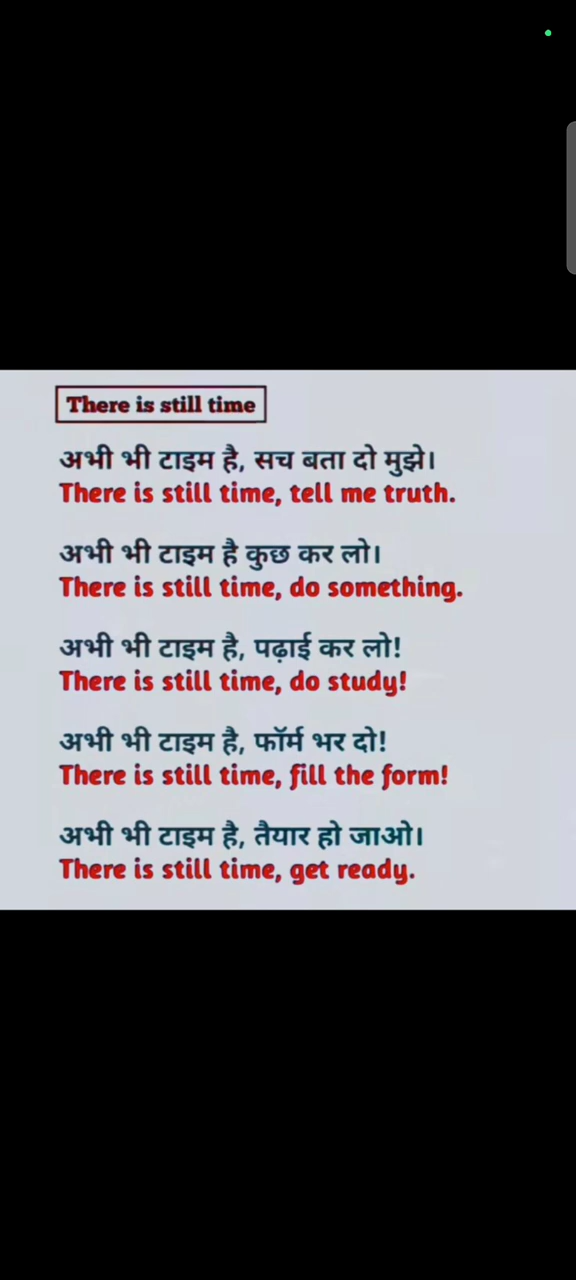 There is still time
अभी भी टाइम है, सच बता दो मुझे।
There is still time, tell me truth.
अभी भी टाइम है कुछ कर लो।
There is still time, do something.
अभी भी टाइम है, पढ़ाई कर लो!
There is still time, do study!
अभी भी टाइम है, फॉर्म भर दो!
There is still time, fill the form!
अभी भी टाइम है, तैयार हो जाओ।
There is still time, get ready.